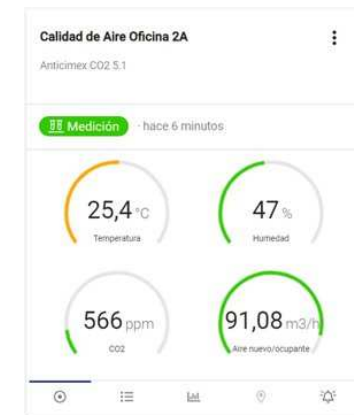 Calidad de Aire Oficina 2A
Anticimex CO2 5.1
Medición · hace 6 minutos
25,4 °C
Temperatura
47 %
Humedad
566 ppm
CO2
91,08 m3/h
Aire nuevo/ocupante